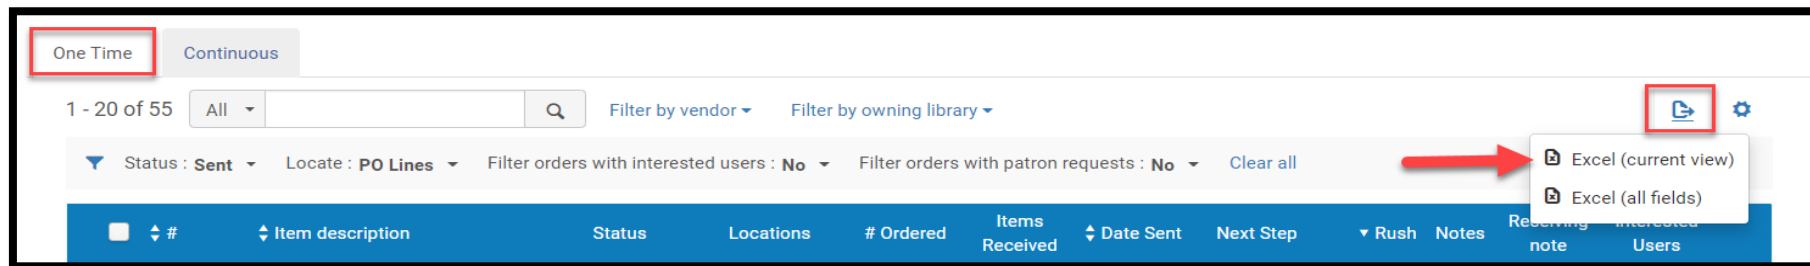 One Time Continuous
1 - 20 of 55 All Filter by vendor Filter by owning library
Status : Sent Locate : PO Lines Filter orders with interested users : No Filter orders with patron requests : No Clear all
Excel (current view)
Excel (all fields)
# Item description Status Locations # Ordered Items Received Date Sent Next Step Rush Notes Receiving note Interested Users